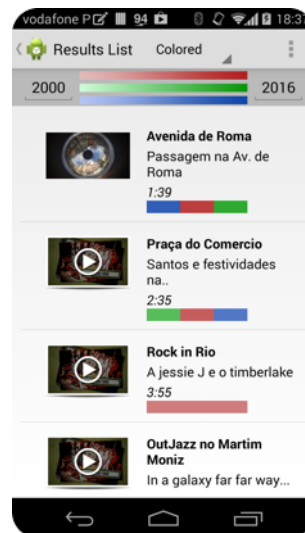 vodafone P 94 18:37
Results List Colored
2000 2016
Avenida de Roma
Passagem na Av. de
Roma
1:39
Praça do Comercio
Santos e festividades
na..
2:35
Rock in Rio
A jessie J e o timberlake
3:55
OutJazz no Martim
Moniz
In a galaxy far far way...